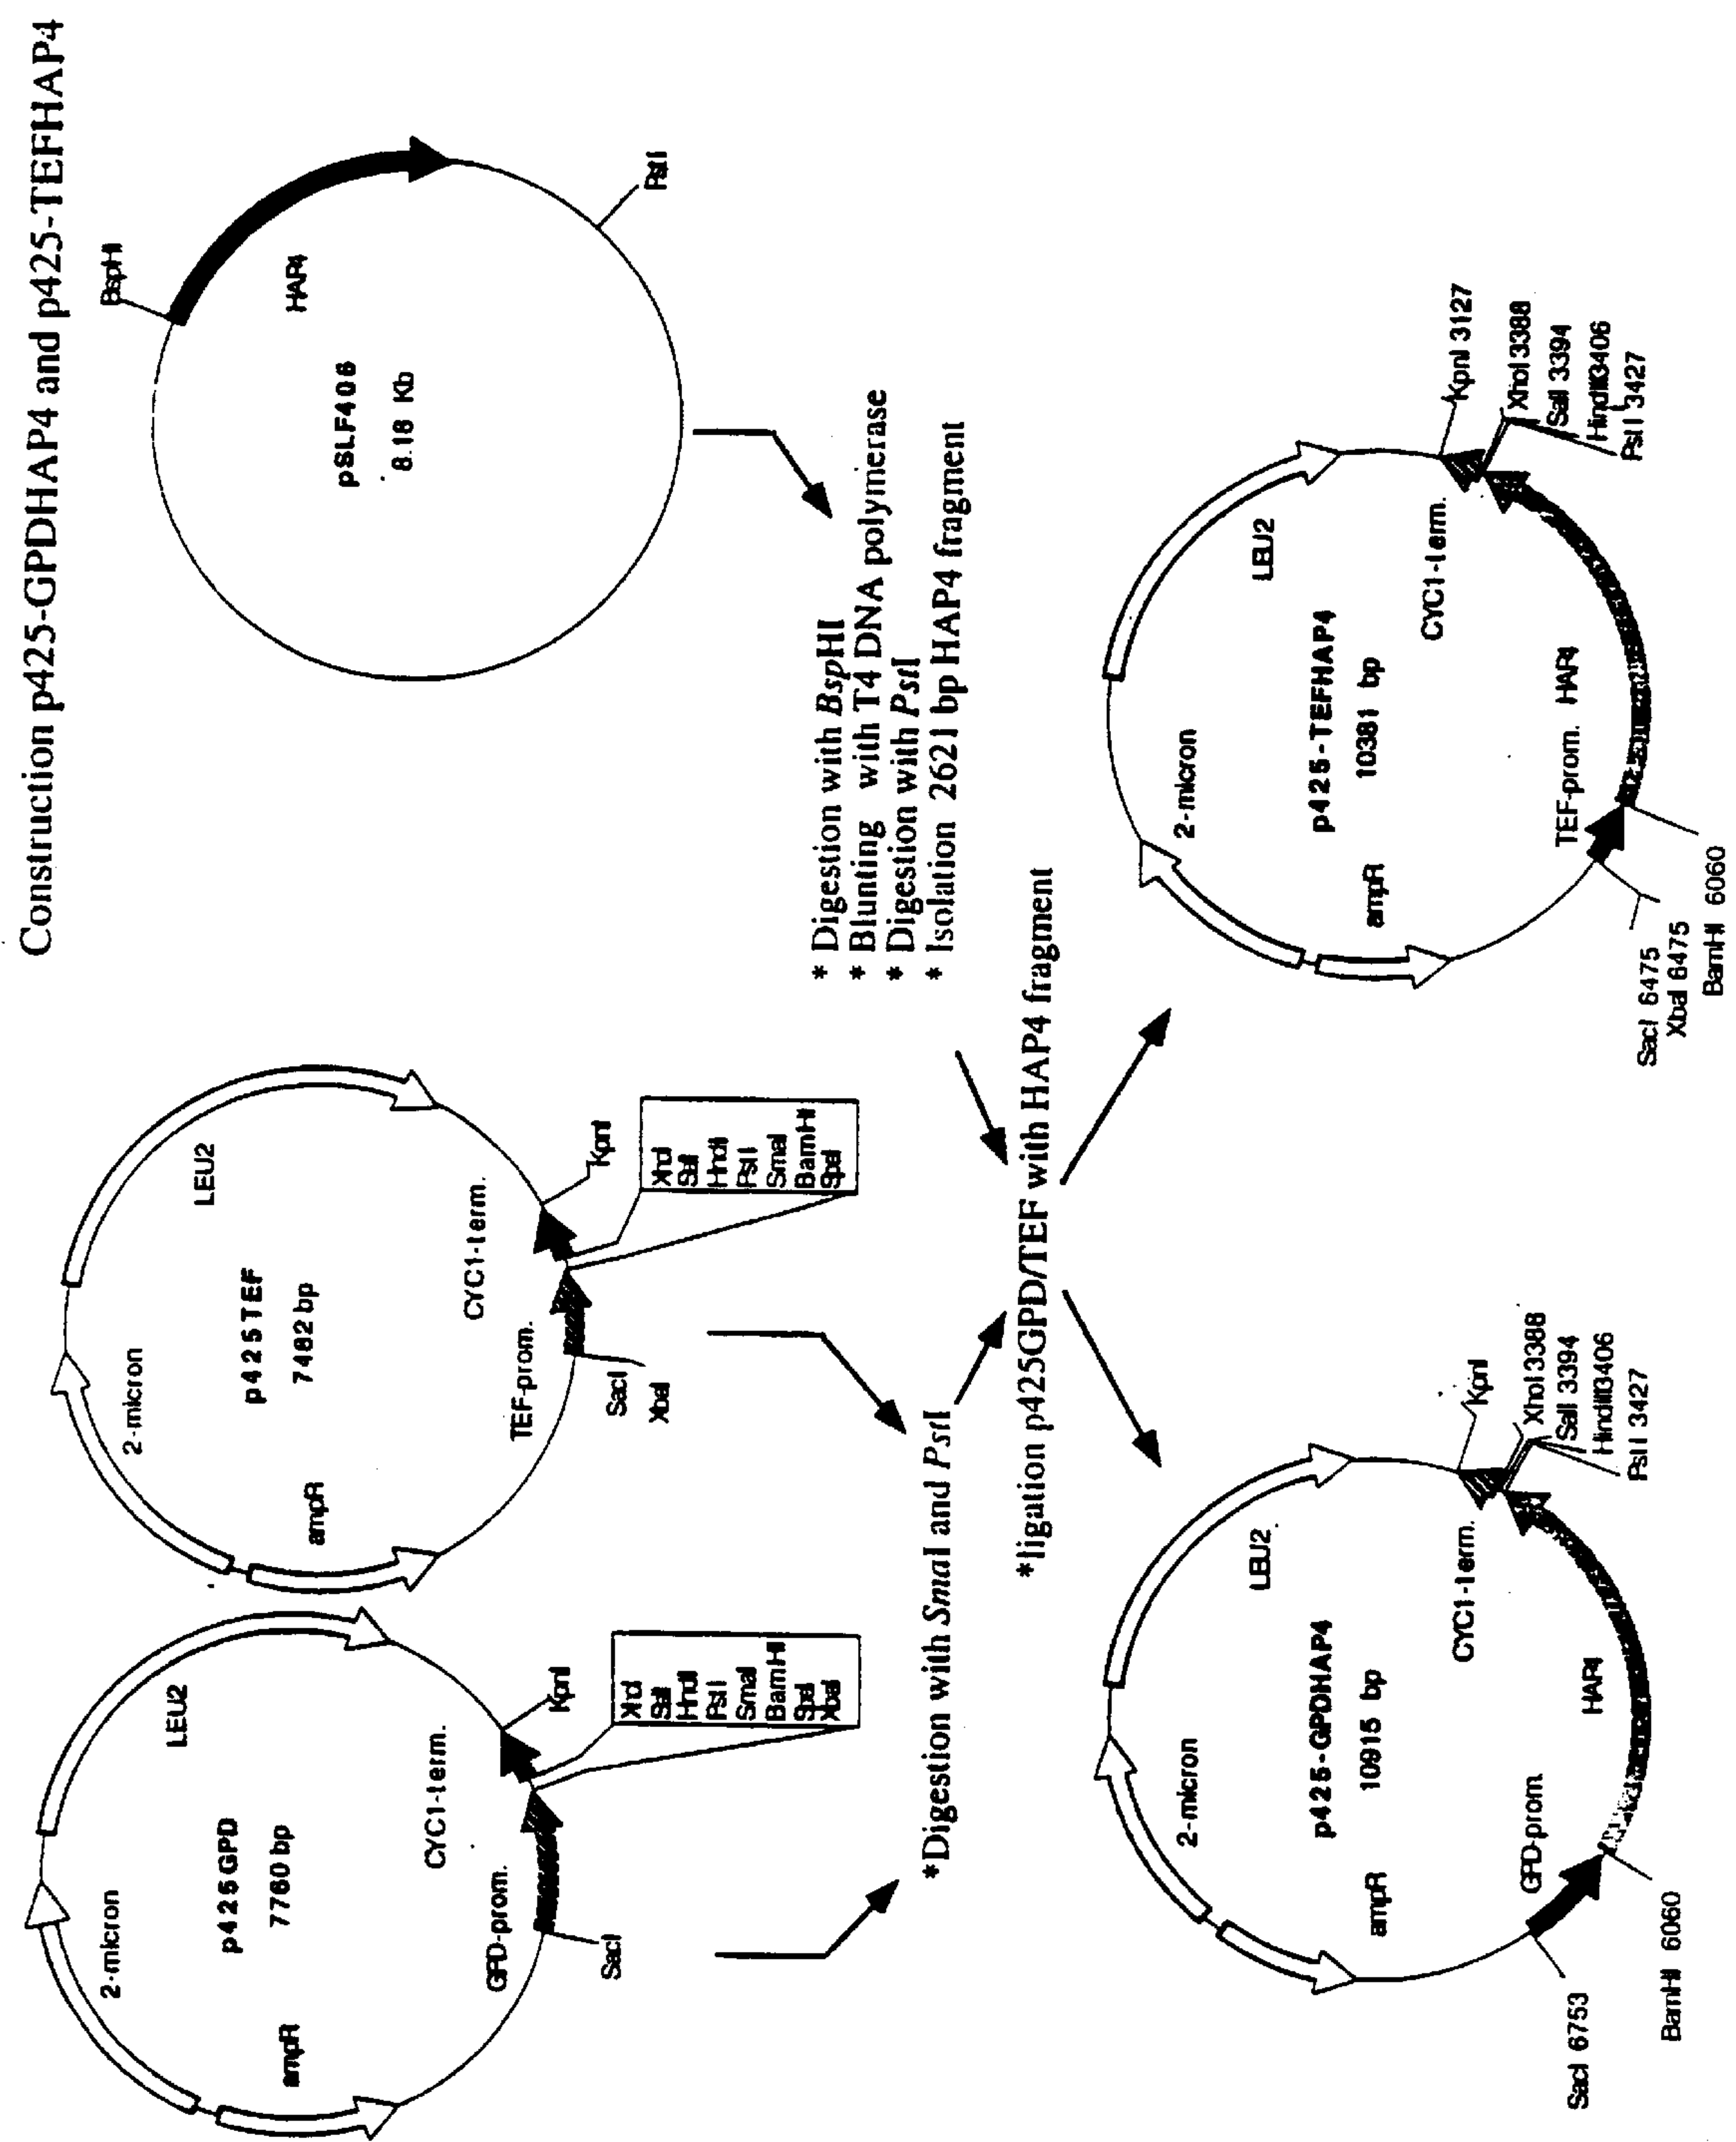 Construction p425-GPDHAP4 and p425-TEFHAP4
p425GPD
7760 bp
2-micron
LEU2
ampR
GPD-prom.
CYC1-term.
SacI
KpnI
XhoI
SalI
HindIII
PstI
SmaI
BamHI
SpeI
XbaI
p425TEF
7482 bp
2-micron
LEU2
ampR
TEF-prom.
CYC1-term.
SacI
XbaI
KpnI
XhoI
SalI
HindIII
PstI
SmaI
BamHI
SpeI
pSLF406
8.18 Kb
HAP4
BspHI
PstI
* Digestion with BspHI
* Blunting with T4 DNA polymerase
* Digestion with PstI
* Isolation 2621 bp HAP4 fragment
*Digestion with SmaI and PstI
*ligation p425GPD/TEF with HAP4 fragment
p425-GPDHAP4
10915 bp
2-micron
LEU2
ampR
GPD-prom.
HAP4
CYC1-term.
KpnI
XhoI 3388
SalI 3394
HindIII 3406
PstI 3427
SacI 6753
BamHI 6060
p425-TEFHAP4
10381 bp
2-micron
LEU2
ampR
TEF-prom.
HAP4
CYC1-term.
KpnI 3127
XhoI 3388
SalI 3394
HindIII 3406
PstI 3427
SacI 6475
XbaI 6475
BamHI 6060